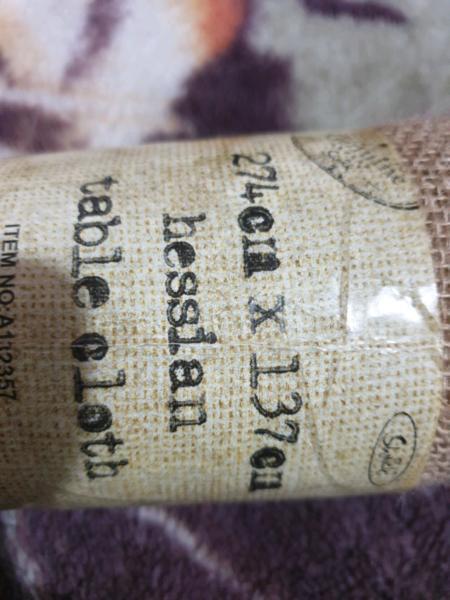 274cm x 137cm
hessian
table cloth
ITEM NO:A112357